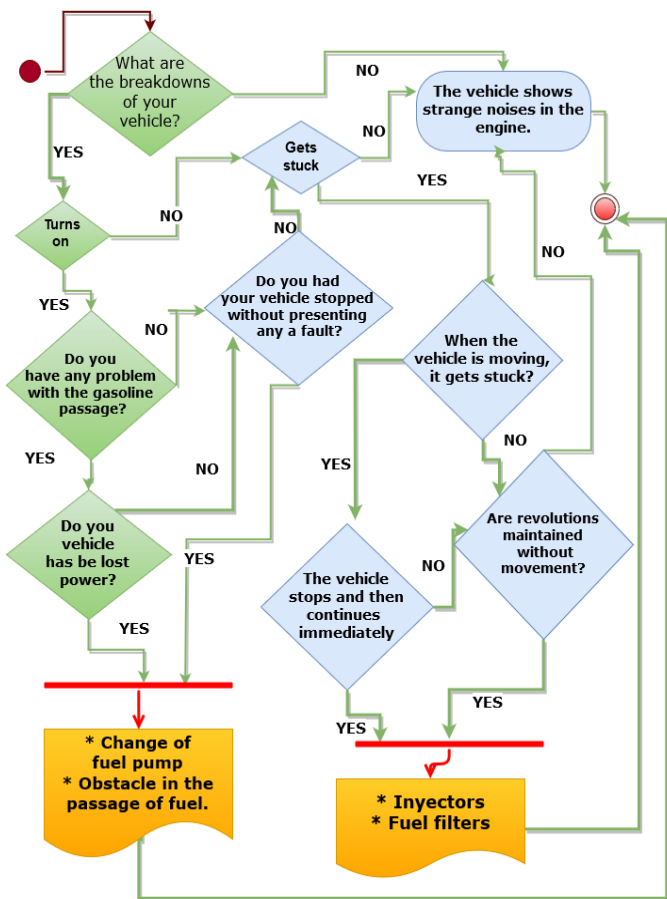 What are
the breakdowns
of your
vehicle?
NO
The vehicle shows
strange noises in the
engine.
YES
Gets
stuck
NO
YES
Turns
on
NO
NO
NO
YES
Do you had
your vehicle stopped
without presenting
any a fault?
NO
When the
vehicle is moving,
it gets stuck?
Do you
have any problem
with the gasoline
passage?
YES
NO
YES
NO
Do you
vehicle
has be lost
power?
Are revolutions
maintained
without
movement?
YES
NO
The vehicle
stops and then
continues
immediately
YES
YES
YES
* Change of
fuel pump
* Obstacle in the
passage of fuel.
* Inyectors
* Fuel filters